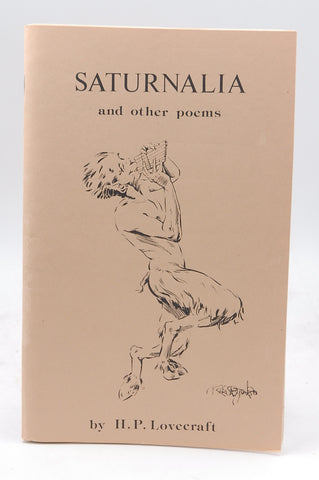 SATURNALIA
and other poems
by H.P. Lovecraft